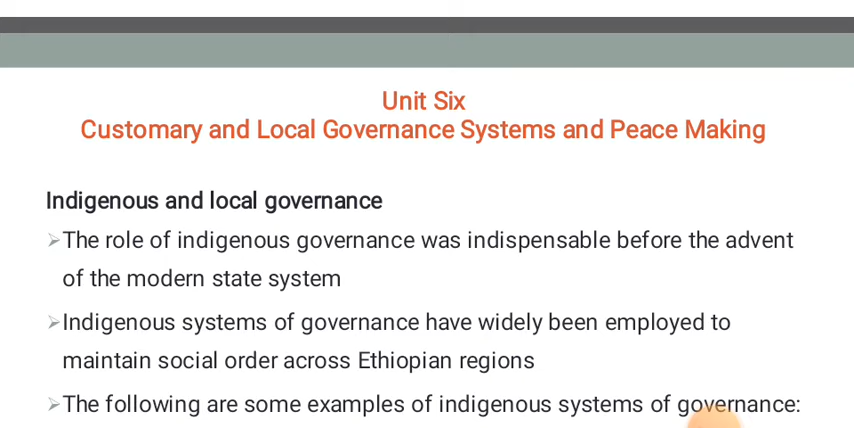 Unit Six
Customary and Local Governance Systems and Peace Making
Indigenous and local governance
➢The role of indigenous governance was indispensable before the advent
of the modern state system
➢Indigenous systems of governance have widely been employed to
maintain social order across Ethiopian regions
➢The following are some examples of indigenous systems of governance: